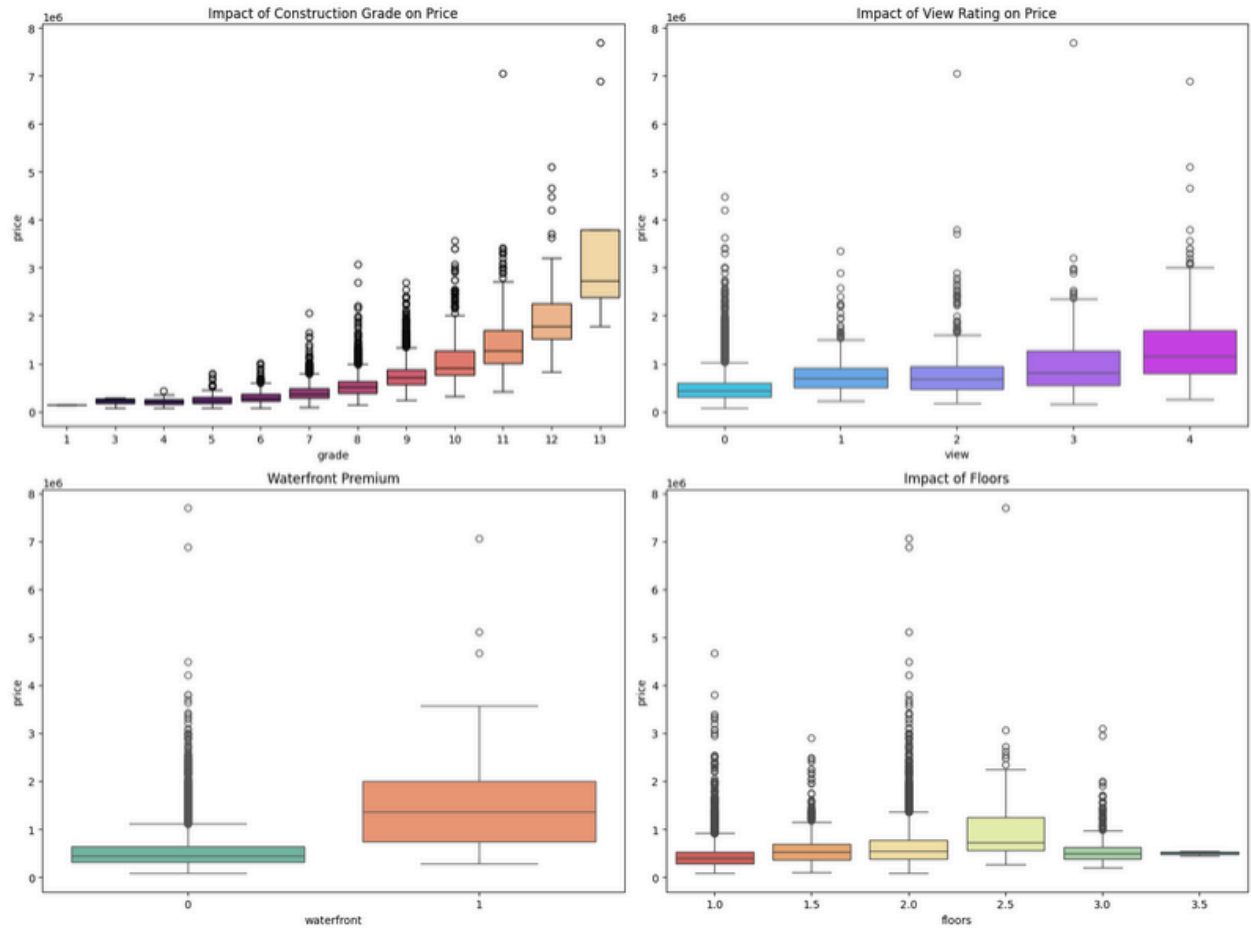 Impact of Construction Grade on Price
1e6
8
7
6
5
4
3
2
1
0
price
1 3 4 5 6 7 8 9 10 11 12 13
grade
Impact of View Rating on Price
1e6
8
7
6
5
4
3
2
1
0
price
0 1 2 3 4
view
Waterfront Premium
1e6
8
7
6
5
4
3
2
1
0
price
0 1
waterfront
Impact of Floors
1e6
8
7
6
5
4
3
2
1
0
price
1.0 1.5 2.0 2.5 3.0 3.5
floors